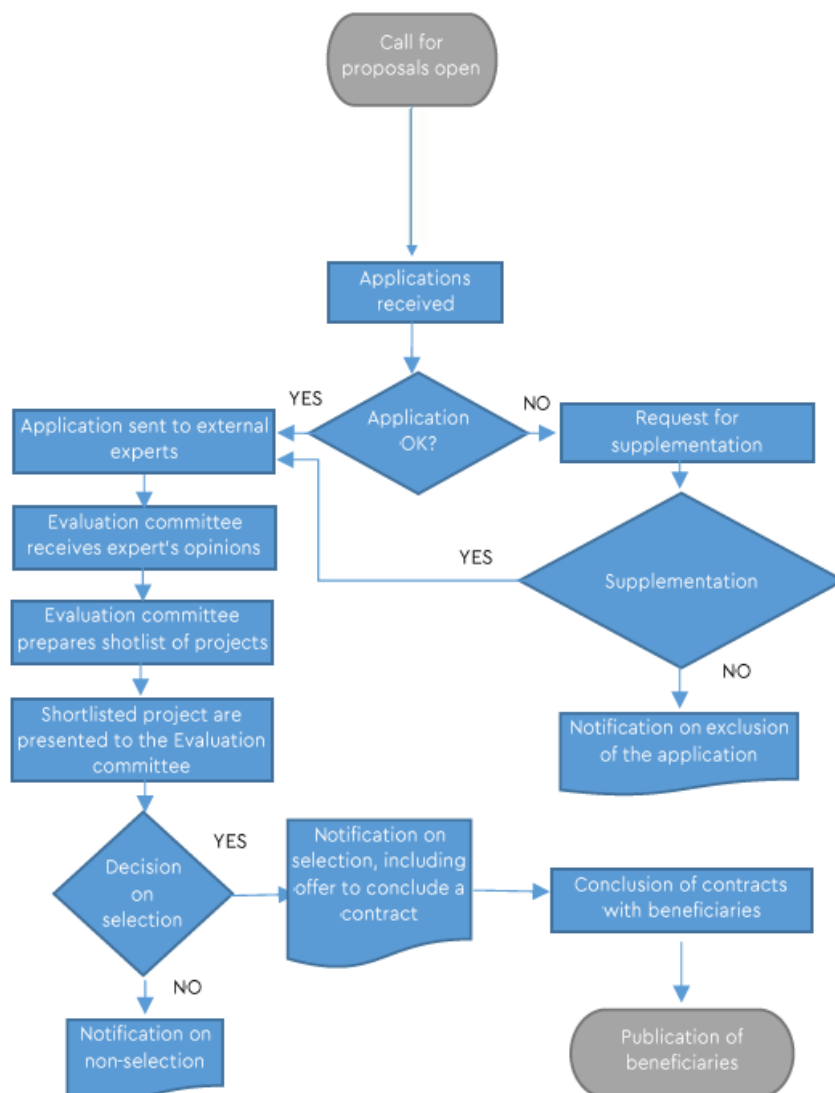 Call for
proposals open
Applications
received
YES
Application
OK?
NO
Application sent to external
experts
Request for
supplementation
Evaluation committee
receives expert's opinions
YES
Supplementation
Evaluation committee
prepares shotlist of projects
NO
Shortlisted project are
presented to the Evaluation
committee
Notification on exclusion
of the application
YES
Decision
on
selection
Notification on
selection, including
offer to conclude a
contract
Conclusion of contracts
with beneficiaries
NO
Notification on
non-selection
Publication of
beneficiaries